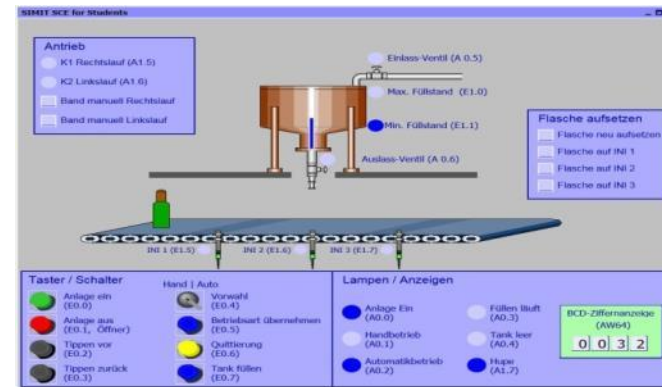 SIMIT SCE for Students
Antrieb
K1 Rechtslauf (A1.5)
K2 Linkslauf (A1.6)
Band manuell Rechtslauf
Band manuell Linkslauf
Einlass-Ventil (A 0.5)
Max. Füllstand (E1.0)
Min. Füllstand (E1.1)
Auslass-Ventil (A 0.6)
Flasche aufsetzen
Flasche neu aufsetzen
Flasche auf INI 1
Flasche auf INI 2
Flasche auf INI 3
INI 1 (E1.5)
INI 2 (E1.6)
INI 3 (E1.7)
Taster / Schalter
Hand | Auto
Anlage ein
(E0.0)
Anlage aus
(E0.1, Öffner)
Tippen vor
(E0.2)
Tippen zurück
(E0.3)
Vorwahl
(E0.4)
Betriebsart übernehmen
(E0.5)
Quittierung
(E0.6)
Tank füllen
(E0.7)
Lampen / Anzeigen
Anlage Ein
(A0.0)
Handbetrieb
(A0.1)
Automatikbetrieb
(A0.2)
Füllen läuft
(A0.3)
Tank leer
(A0.4)
Hupe
(A1.7)
BCD-Ziffernanzeige
(AW64)
0 0 3 2